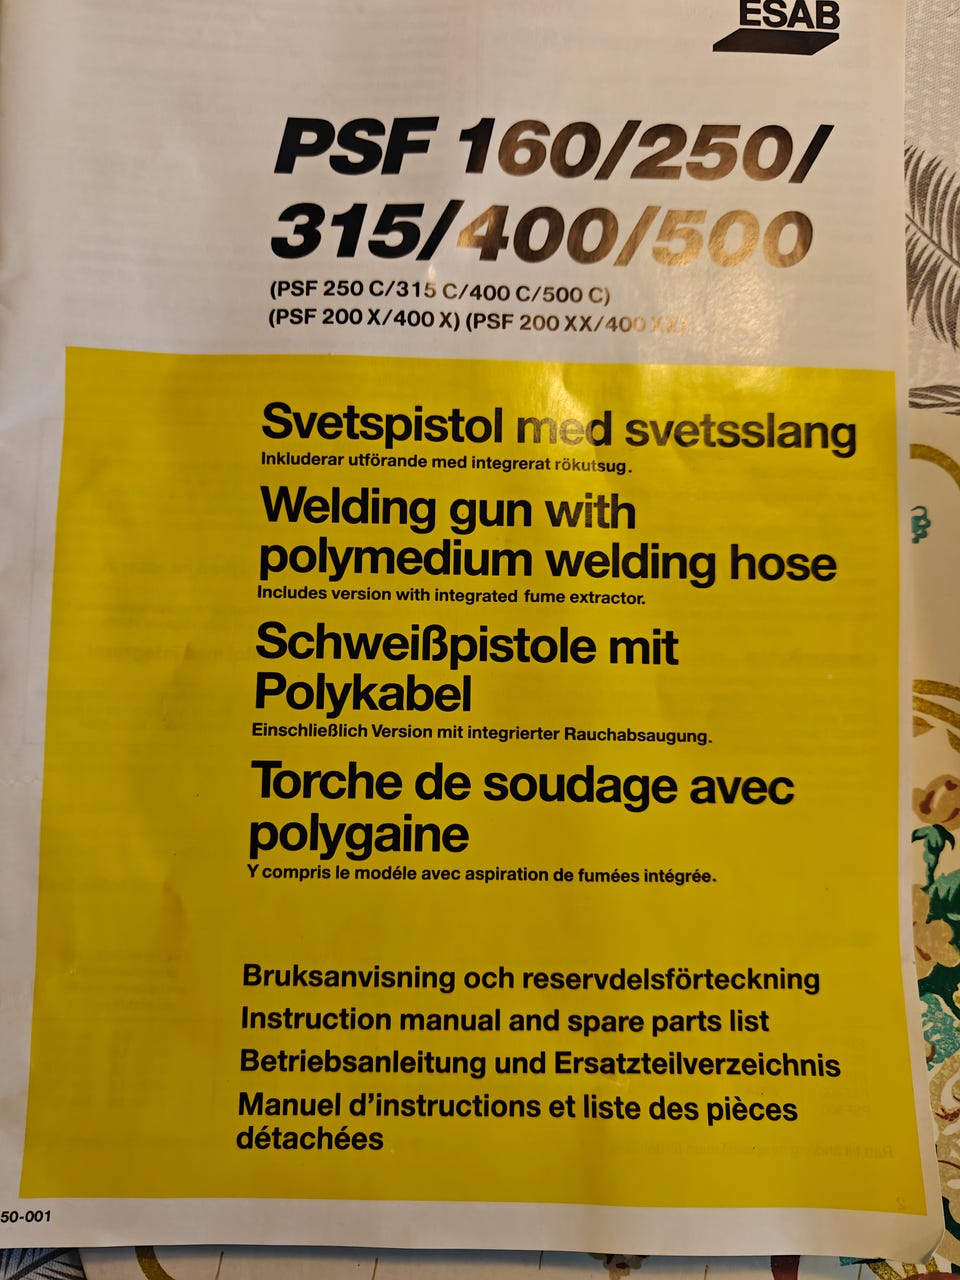 ESAB
PSF 160/250/
315/400/500
(PSF 250 C/315 C/400 C/500 C)
(PSF 200 X/400 X) (PSF 200 XX/400 XX)
Svetspistol med svetsslang
Inkluderar utförande med integrerat rökutsug.
Welding gun with
polymedium welding hose
Includes version with integrated fume extractor.
Schweißpistole mit
Polykabel
Einschließlich Version mit integrierter Rauchabsaugung.
Torche de soudage avec
polygaine
Y compris le modéle avec aspiration de fumées intégrée.
Bruksanvisning och reservdelsförteckning
Instruction manual and spare parts list
Betriebsanleitung und Ersatzteilverzeichnis
Manuel d'instructions et liste des pièces
détachées
50-001